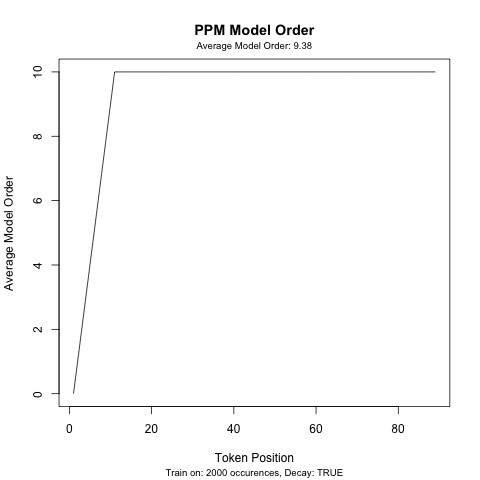 PPM Model Order
Average Model Order: 9.38
Average Model Order
10
8
6
4
2
0
0 20 40 60 80
Token Position
Train on: 2000 occurences, Decay: TRUE